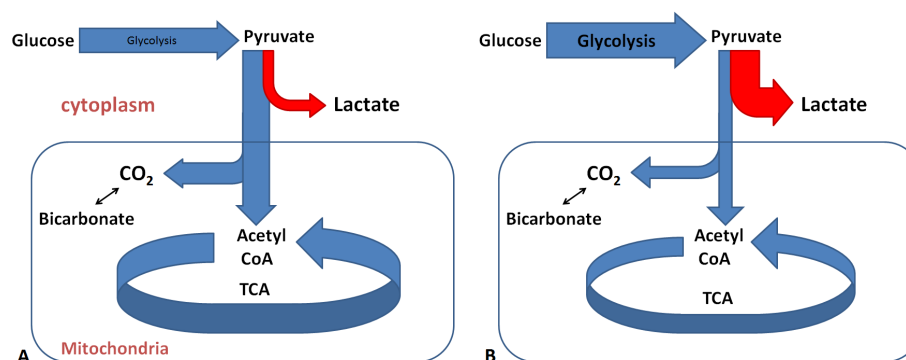 Glucose
Glycolysis
Pyruvate
Lactate
cytoplasm
CO2
Bicarbonate
Acetyl
CoA
TCA
Mitochondria
A
Glucose
Glycolysis
Pyruvate
Lactate
CO2
Bicarbonate
Acetyl
CoA
TCA
B